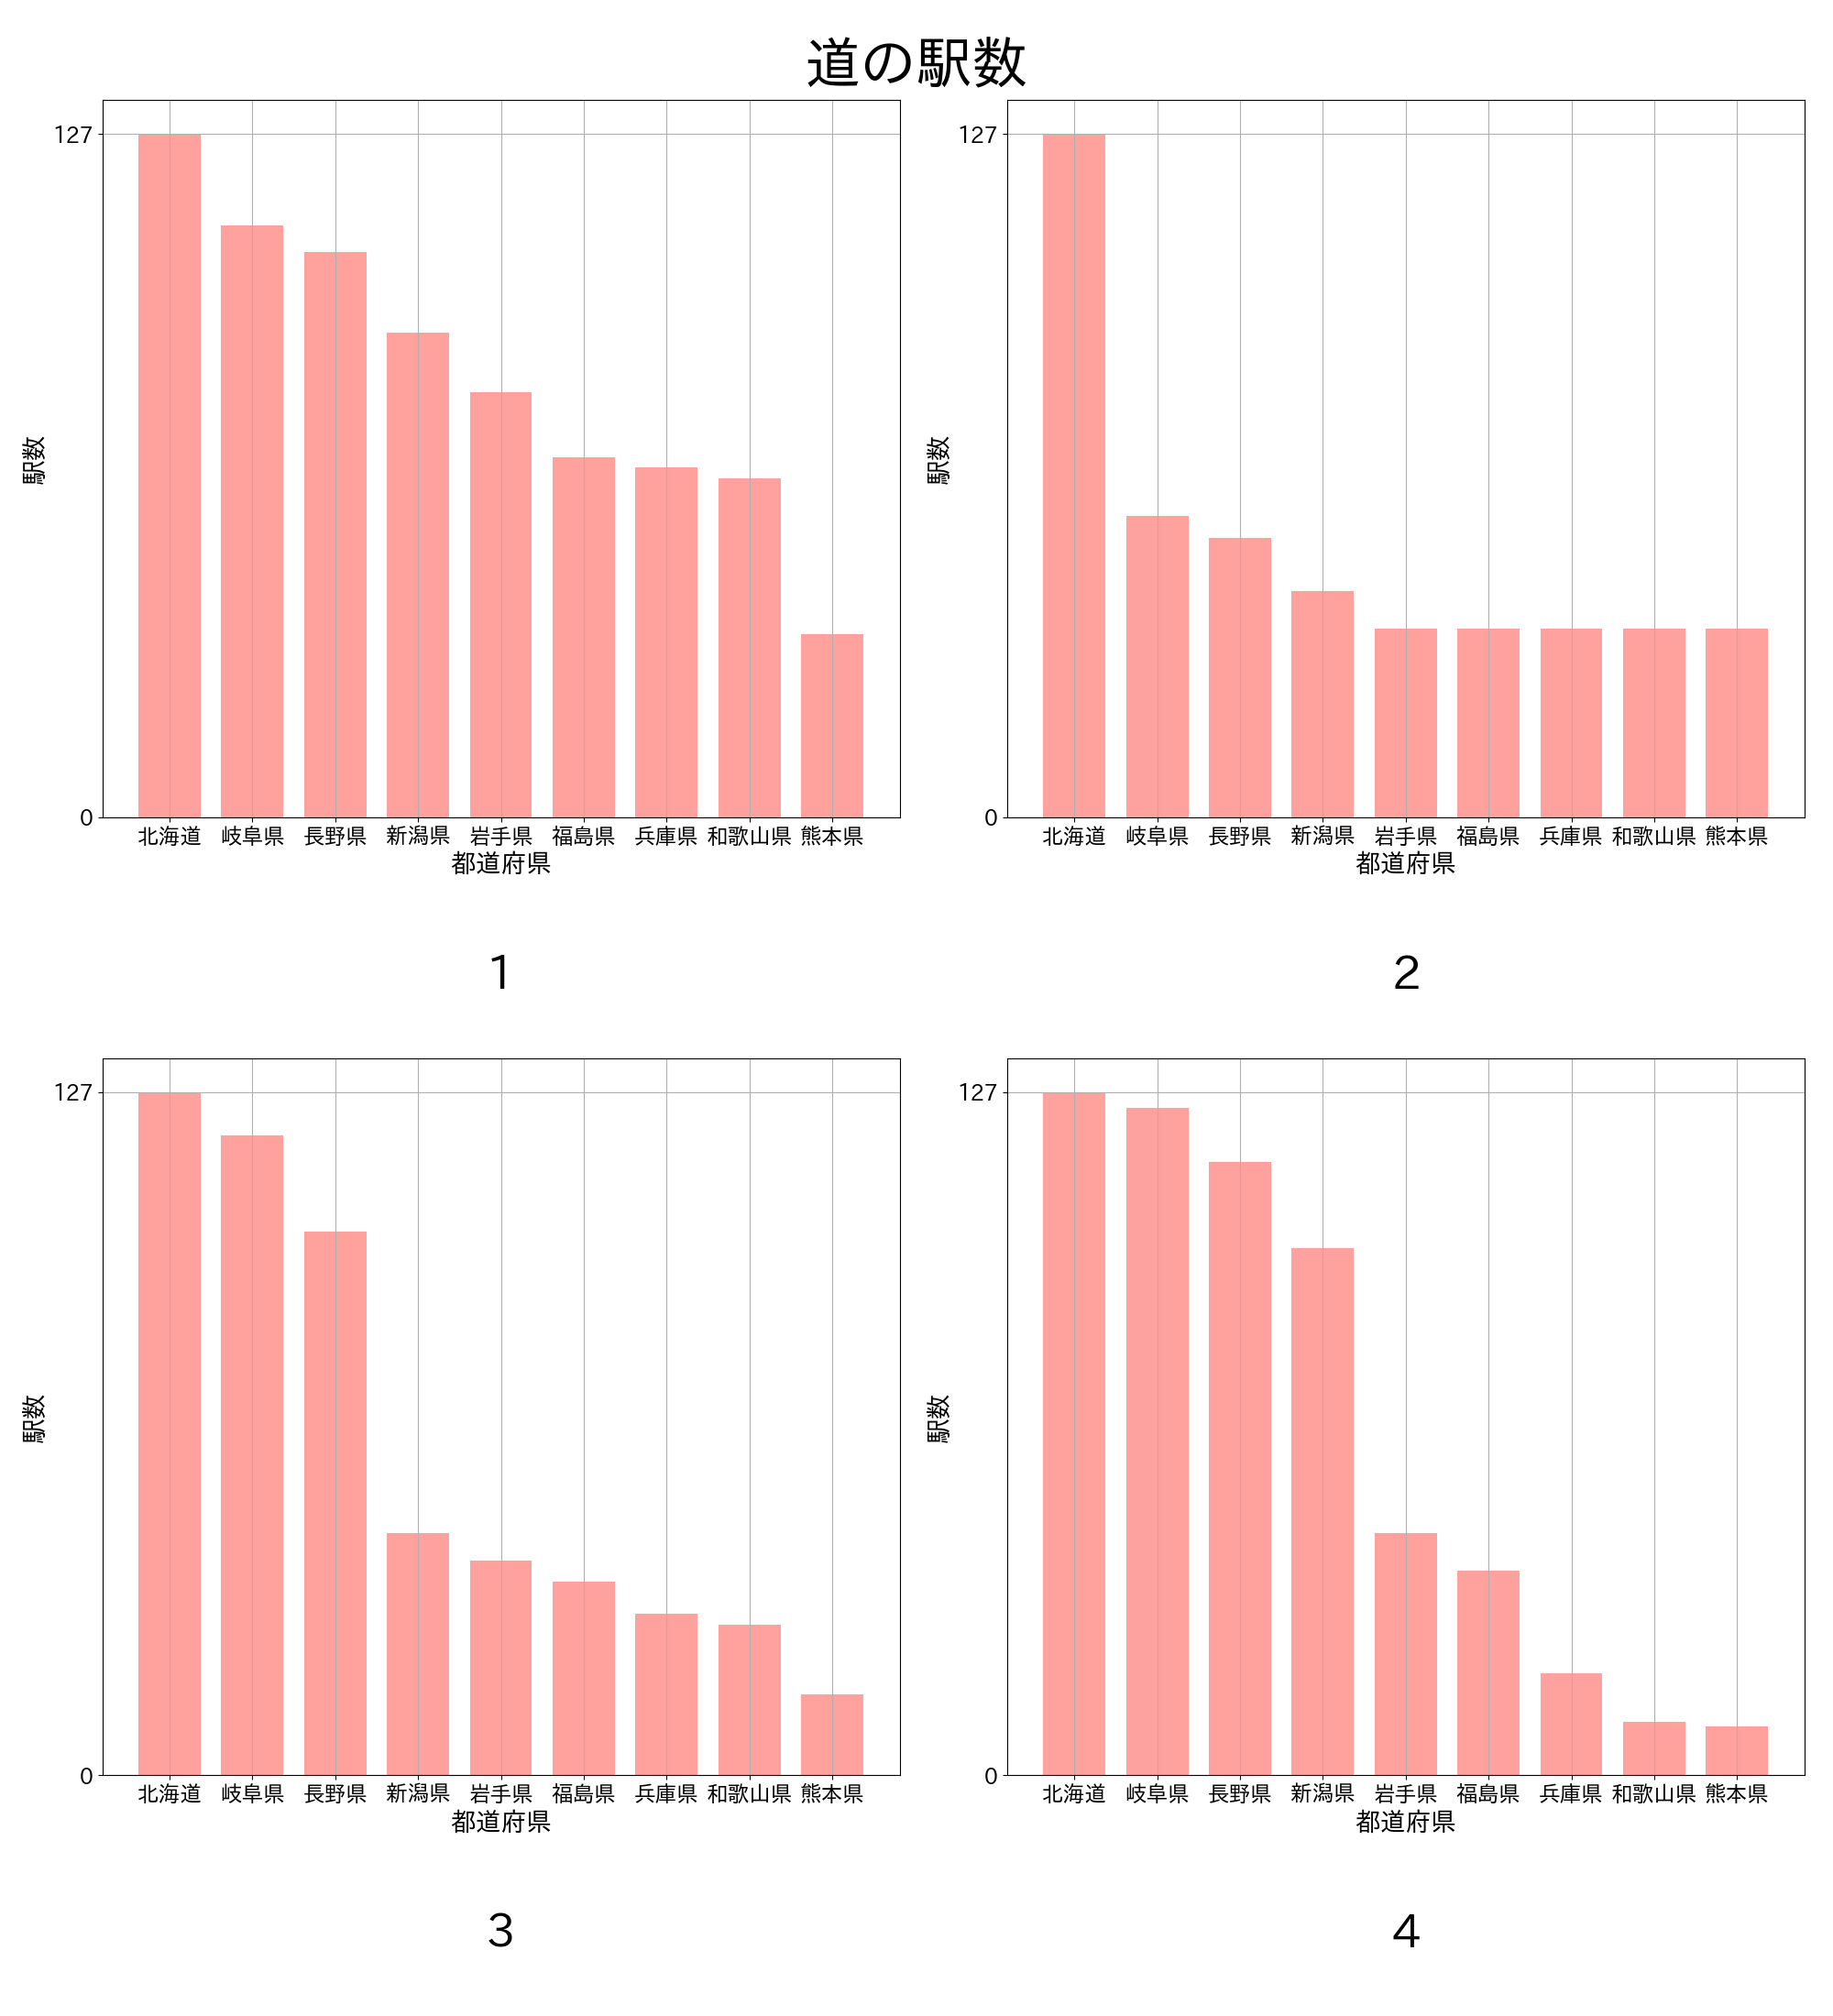 道の駅数
127
0
駅数
北海道 岐阜県 長野県 新潟県 岩手県 福島県 兵庫県 和歌山県 熊本県
都道府県
1
127
0
駅数
北海道 岐阜県 長野県 新潟県 岩手県 福島県 兵庫県 和歌山県 熊本県
都道府県
2
127
0
駅数
北海道 岐阜県 長野県 新潟県 岩手県 福島県 兵庫県 和歌山県 熊本県
都道府県
3
127
0
駅数
北海道 岐阜県 長野県 新潟県 岩手県 福島県 兵庫県 和歌山県 熊本県
都道府県
4